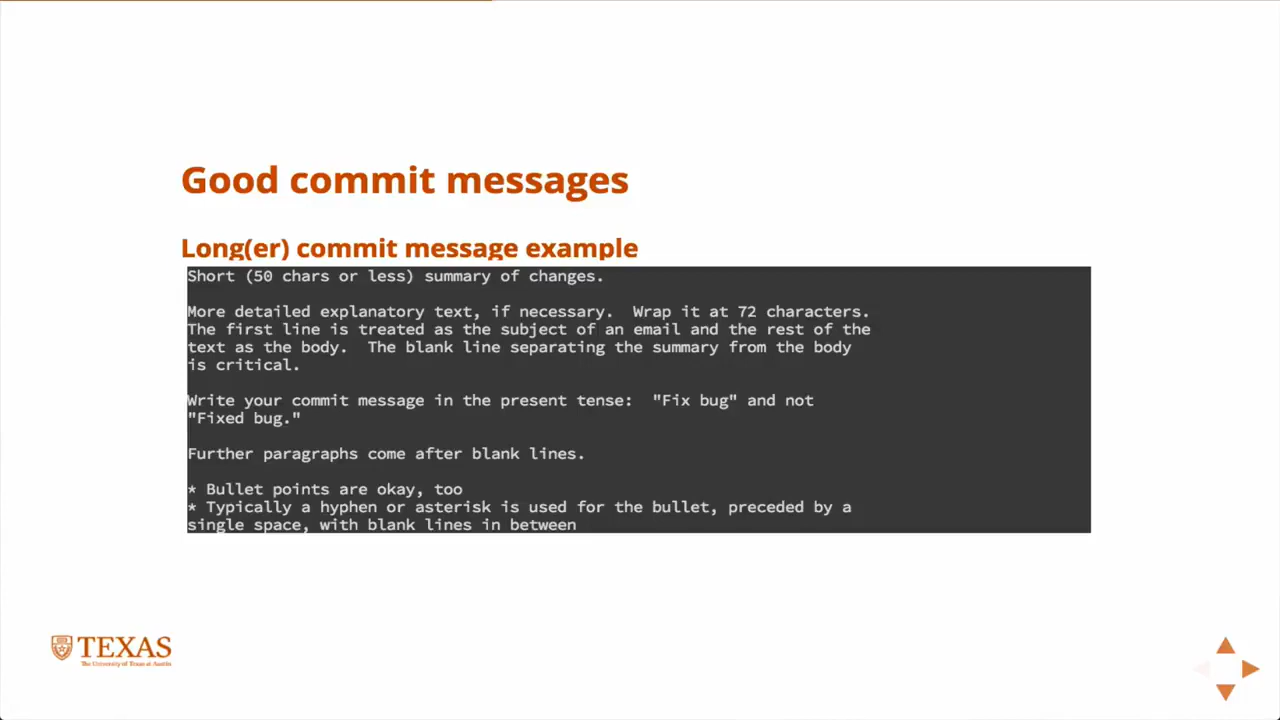 Good commit messages
Long(er) commit message example
Short (50 chars or less) summary of changes.
More detailed explanatory text, if necessary.  Wrap it at 72 characters.
The first line is treated as the subject of an email and the rest of the
text as the body.  The blank line separating the summary from the body
is critical.
Write your commit message in the present tense:  "Fix bug" and not
"Fixed bug."
Further paragraphs come after blank lines.
* Bullet points are okay, too
* Typically a hyphen or asterisk is used for the bullet, preceded by a
single space, with blank lines in between
TEXAS
The University of Texas at Austin